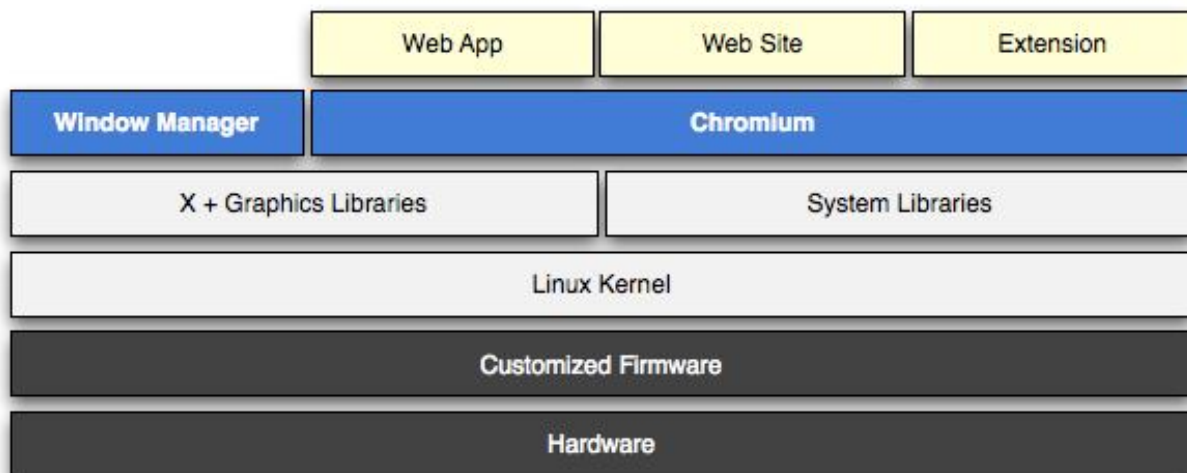 Web App
Web Site
Extension
Window Manager
Chromium
X + Graphics Libraries
System Libraries
Linux Kernel
Customized Firmware
Hardware